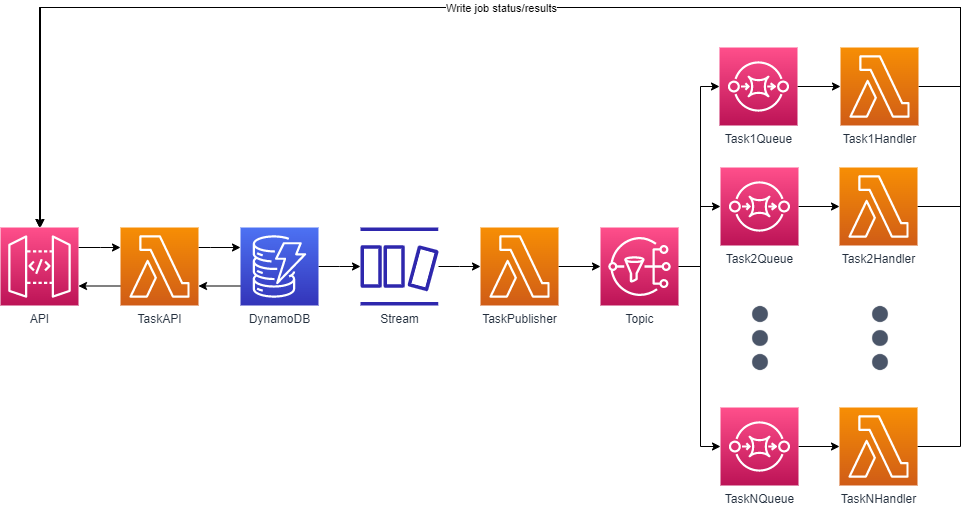 Write job status/results
Task1Queue
Task1Handler
Task2Queue
Task2Handler
API
TaskAPI
DynamoDB
Stream
TaskPublisher
Topic
TaskNQueue
TaskNHandler